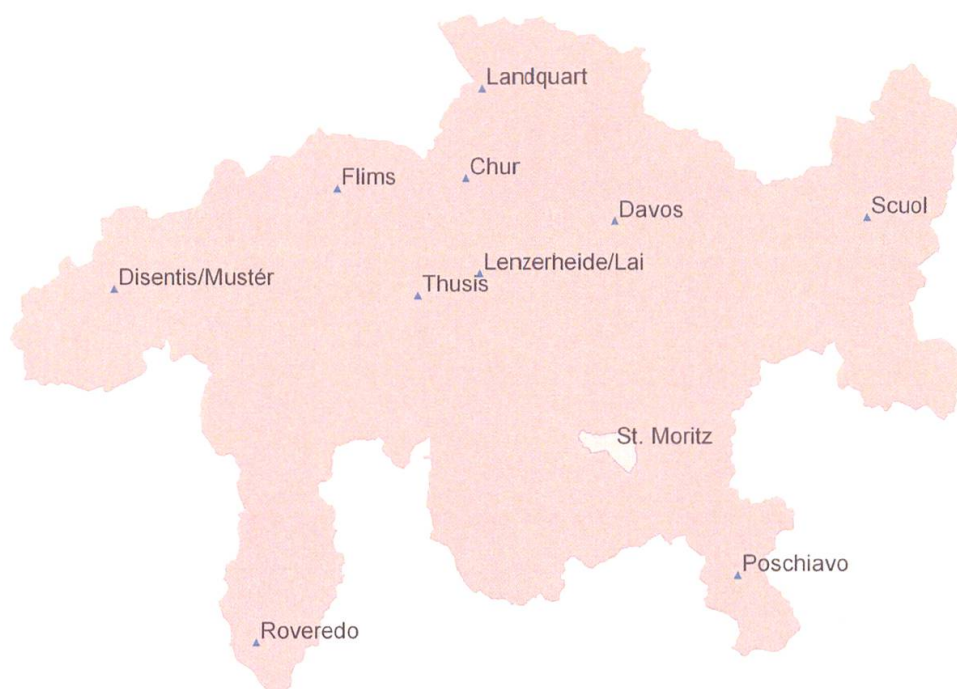 Landquart
Chur
Flims
Davos
Scuol
Lenzerheide/Lai
Disentis/Mustér
Thusis
St. Moritz
Poschiavo
Roveredo